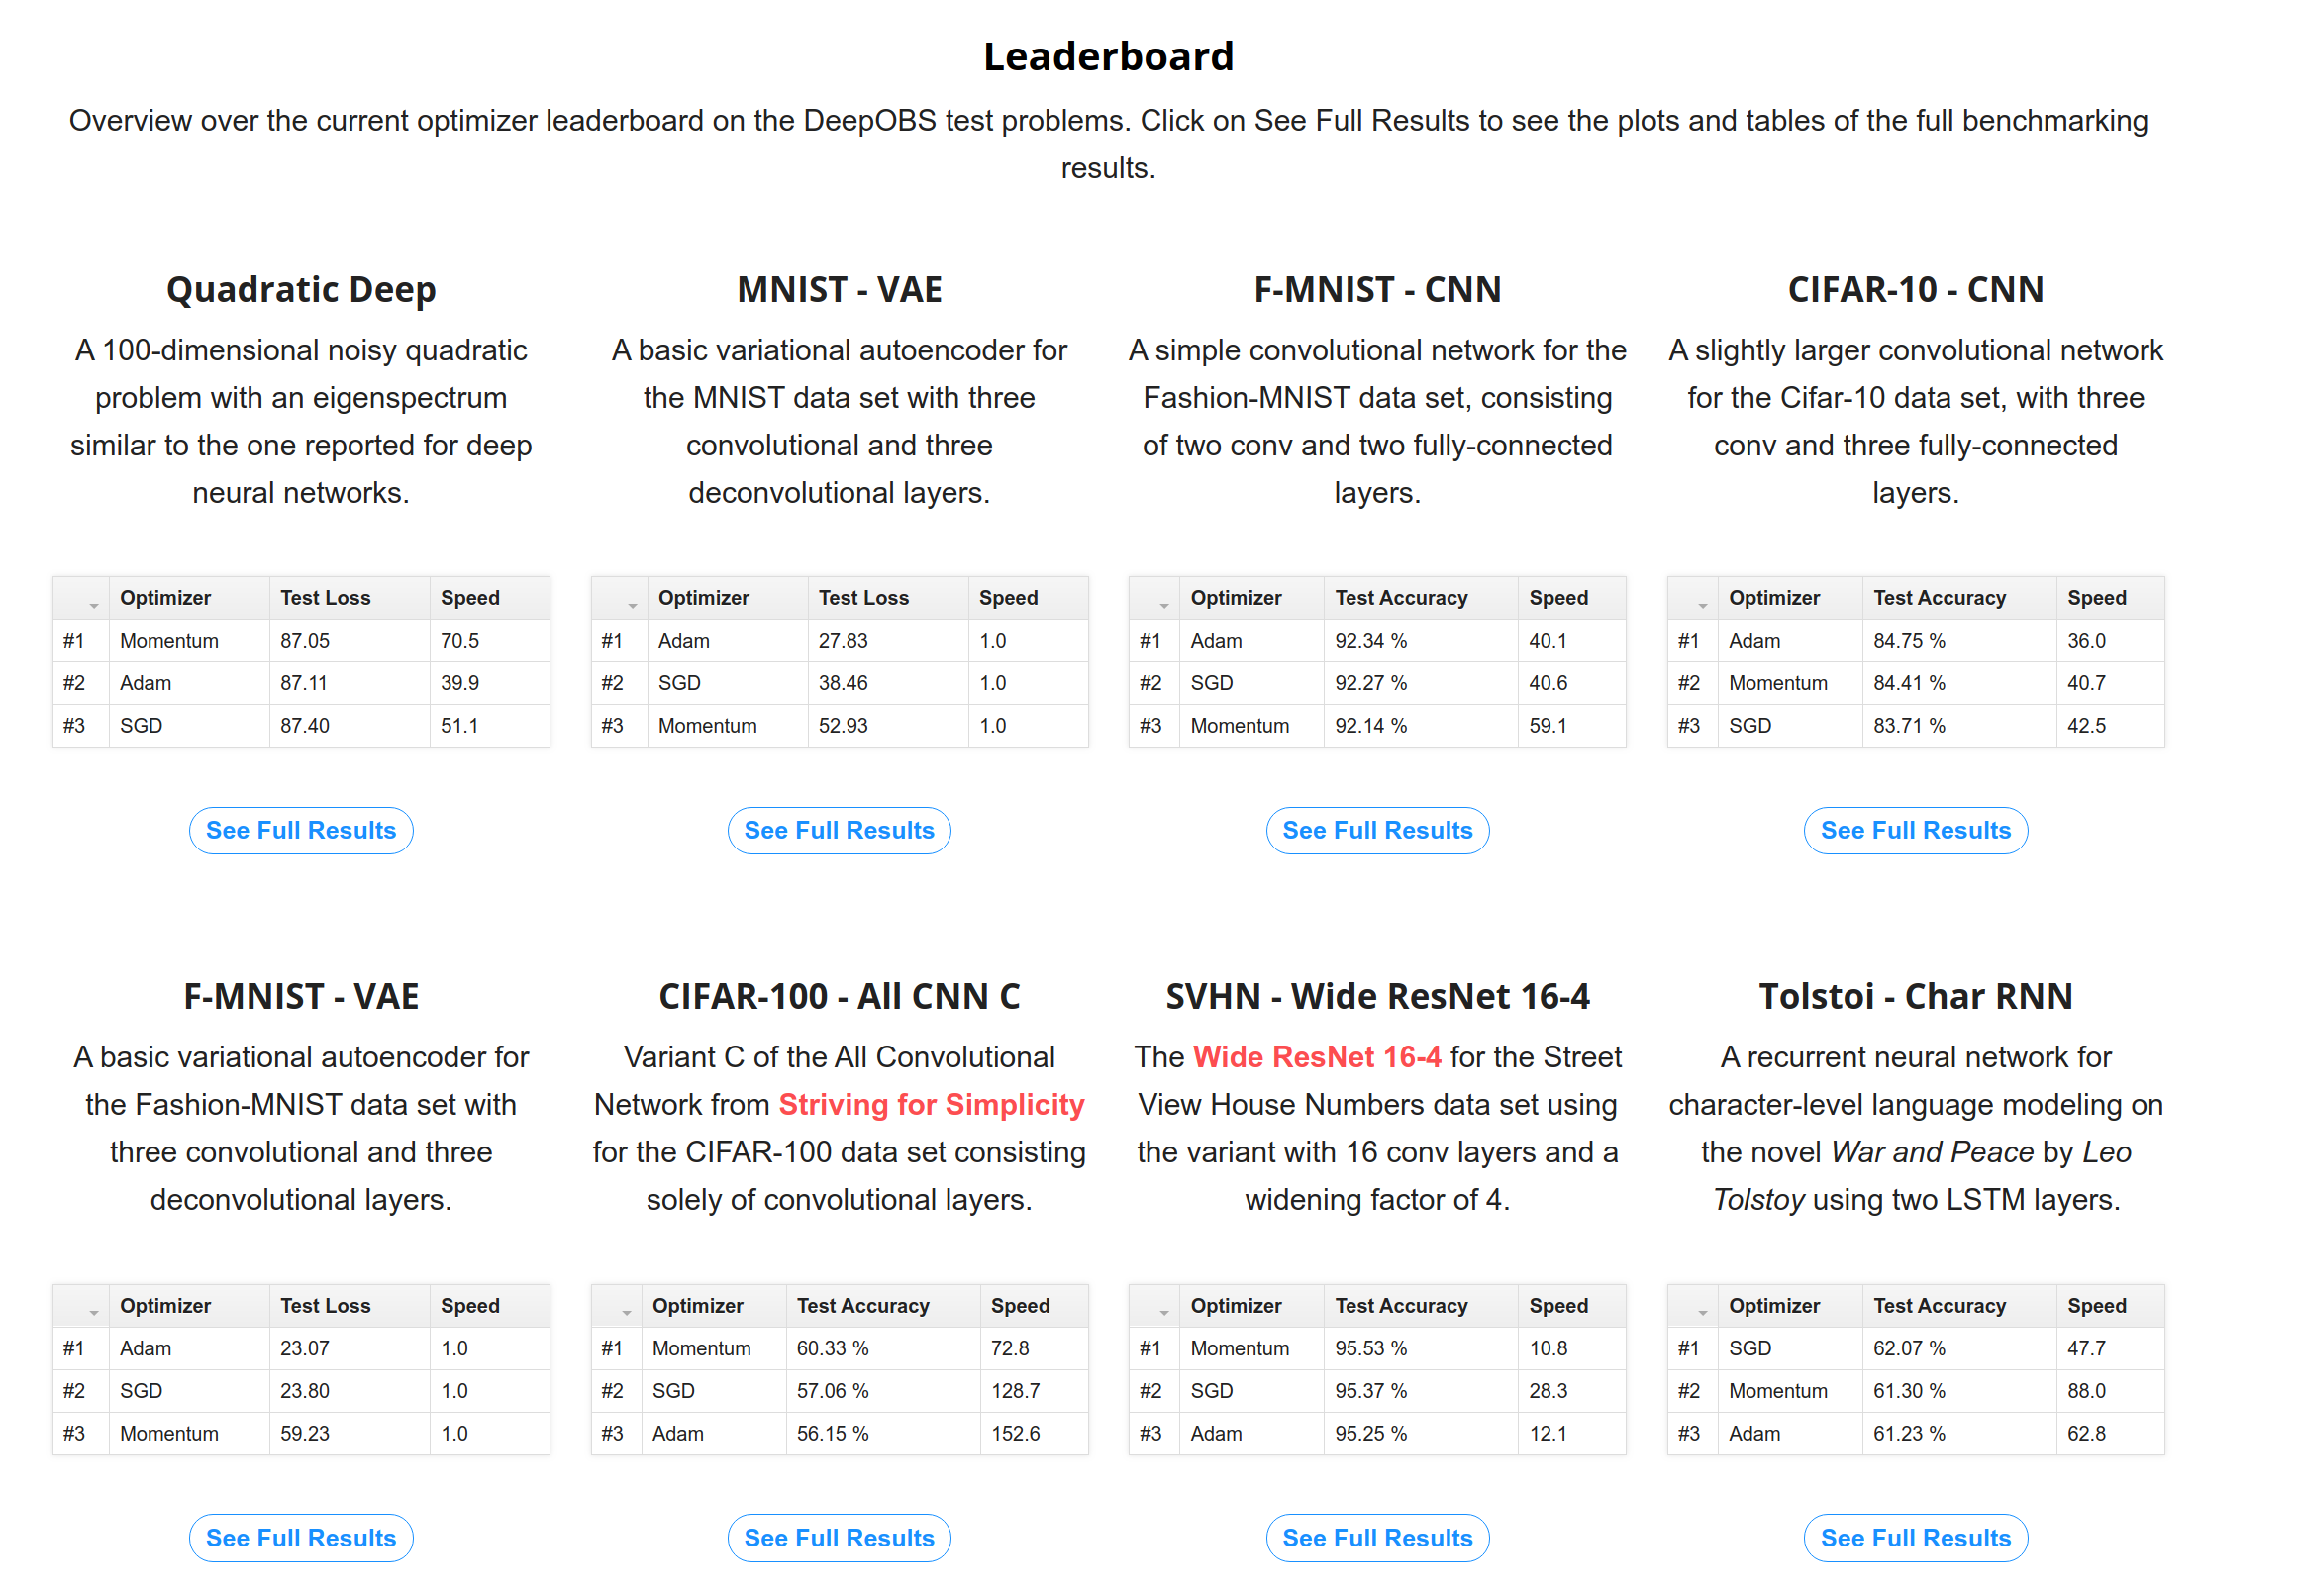 Leaderboard
Overview over the current optimizer leaderboard on the DeepOBS test problems. Click on See Full Results to see the plots and tables of the full benchmarking
results.
Quadratic Deep
A 100-dimensional noisy quadratic
problem with an eigenspectrum
similar to the one reported for deep
neural networks.
Optimizer Test Loss Speed
#1 Momentum 87.05 70.5
#2 Adam 87.11 39.9
#3 SGD 87.40 51.1
See Full Results
MNIST - VAE
A basic variational autoencoder for
the MNIST data set with three
convolutional and three
deconvolutional layers.
Optimizer Test Loss Speed
#1 Adam 27.83 1.0
#2 SGD 38.46 1.0
#3 Momentum 52.93 1.0
See Full Results
F-MNIST - CNN
A simple convolutional network for the
Fashion-MNIST data set, consisting
of two conv and two fully-connected
layers.
Optimizer Test Accuracy Speed
#1 Adam 92.34 % 40.1
#2 SGD 92.27 % 40.6
#3 Momentum 92.14 % 59.1
See Full Results
CIFAR-10 - CNN
A slightly larger convolutional network
for the Cifar-10 data set, with three
conv and three fully-connected
layers.
Optimizer Test Accuracy Speed
#1 Adam 84.75 % 36.0
#2 Momentum 84.41 % 40.7
#3 SGD 83.71 % 42.5
See Full Results
F-MNIST - VAE
A basic variational autoencoder for
the Fashion-MNIST data set with
three convolutional and three
deconvolutional layers.
Optimizer Test Loss Speed
#1 Adam 23.07 1.0
#2 SGD 23.80 1.0
#3 Momentum 59.23 1.0
See Full Results
CIFAR-100 - All CNN C
Variant C of the All Convolutional
Network from Striving for Simplicity
for the CIFAR-100 data set consisting
solely of convolutional layers.
Optimizer Test Accuracy Speed
#1 Momentum 60.33 % 72.8
#2 SGD 57.06 % 128.7
#3 Adam 56.15 % 152.6
See Full Results
SVHN - Wide ResNet 16-4
The Wide ResNet 16-4 for the Street
View House Numbers data set using
the variant with 16 conv layers and a
widening factor of 4.
Optimizer Test Accuracy Speed
#1 Momentum 95.53 % 10.8
#2 SGD 95.37 % 28.3
#3 Adam 95.25 % 12.1
See Full Results
Tolstoi - Char RNN
A recurrent neural network for
character-level language modeling on
the novel War and Peace by Leo
Tolstoy using two LSTM layers.
Optimizer Test Accuracy Speed
#1 SGD 62.07 % 47.7
#2 Momentum 61.30 % 88.0
#3 Adam 61.23 % 62.8
See Full Results